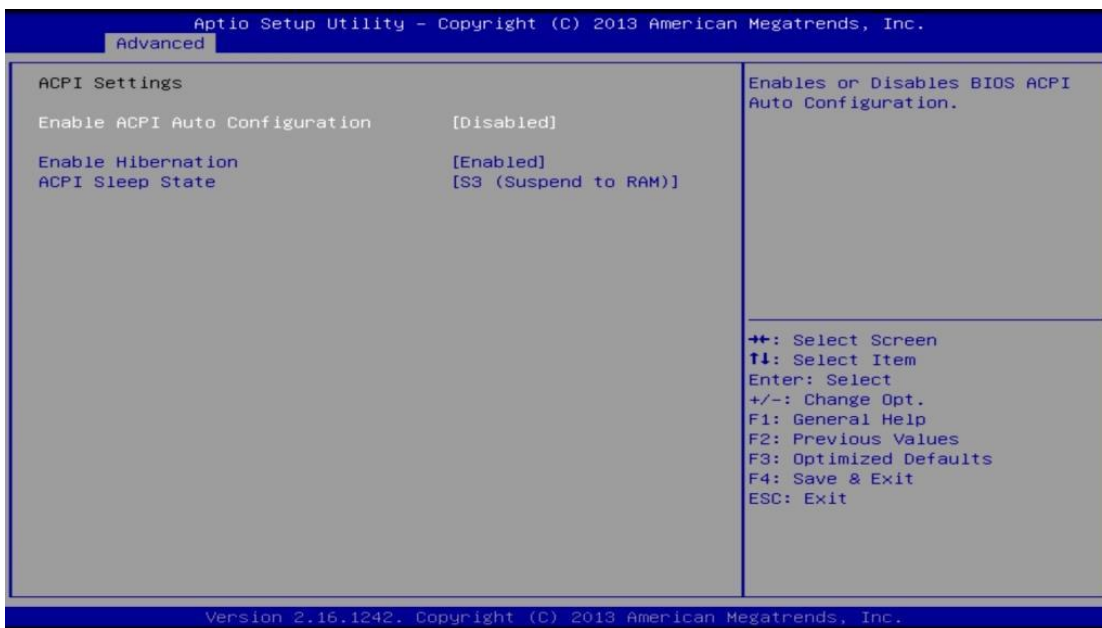 Aptio Setup Utility – Copyright (C) 2013 American Megatrends, Inc.
Advanced
ACPI Settings
Enable ACPI Auto Configuration [Disabled]
Enable Hibernation [Enabled]
ACPI Sleep State [S3 (Suspend to RAM)]
Enables or Disables BIOS ACPI
Auto Configuration.
→←: Select Screen
↑↓: Select Item
Enter: Select
+/-: Change Opt.
F1: General Help
F2: Previous Values
F3: Optimized Defaults
F4: Save & Exit
ESC: Exit
Version 2.16.1242. Copyright (C) 2013 American Megatrends, Inc.